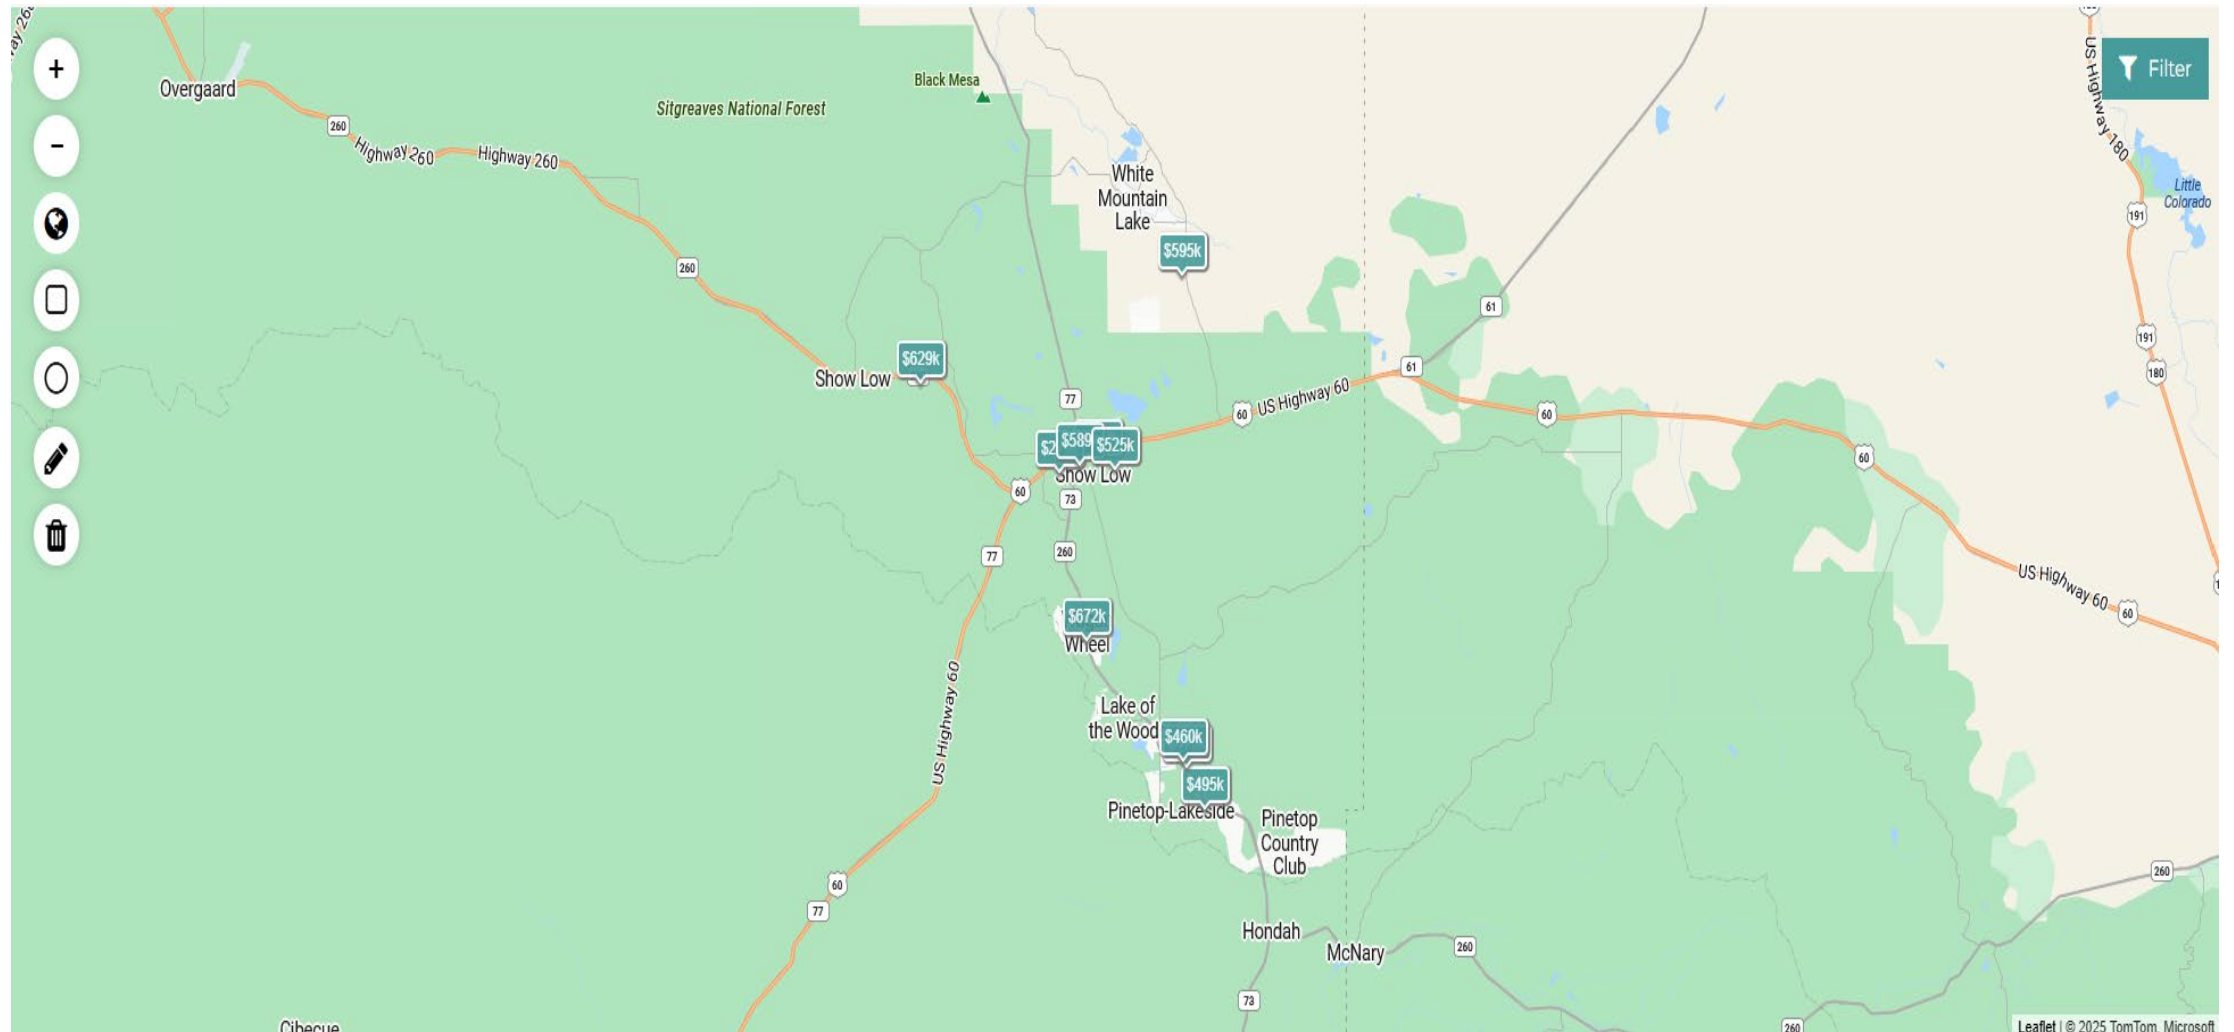 Overgaard
260
Highway 260
Highway 260
Sitgreaves National Forest
Black Mesa
US Highway 180
Filter
White
Mountain
Lake
Little
Colorado
191
$595k
260
61
191
$629k
Show Low
61
180
77
60
US Highway 60
60
$589
$525k
60
Show Low
60
73
77
260
US Highway 60
60
$672k
Wheel
US Highway 60
Lake of
the Wood
$460k
$495k
Pinetop-Lakeside
Pinetop
Country
Club
60
260
77
Hondah
McNary
260
73
Cibecue
260
Leaflet | © 2025 TomTom, Microsoft